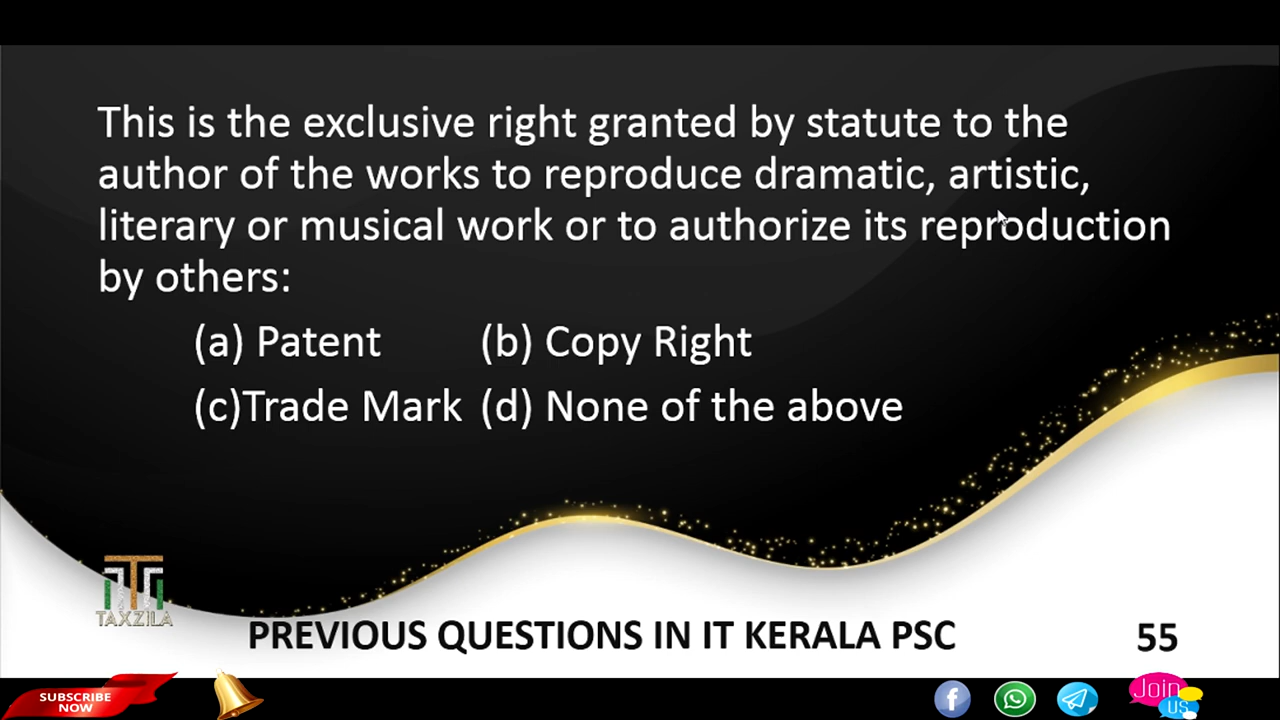 This is the exclusive right granted by statute to the
author of the works to reproduce dramatic, artistic,
literary or musical work or to authorize its reproduction
by others:
(a) Patent (b) Copy Right
(c)Trade Mark (d) None of the above
TAXZILA
PREVIOUS QUESTIONS IN IT KERALA PSC 55
SUBSCRIBE
NOW
Join
US